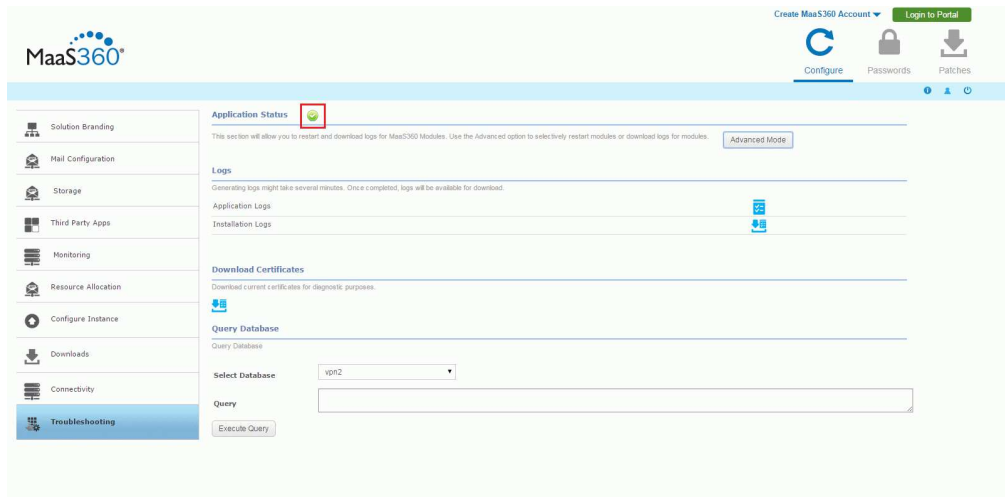 Create MaaS360 Account
Login to Portal
MaaS360®
Configure
Passwords
Patches
Solution Branding
Mail Configuration
Storage
Third Party Apps
Monitoring
Resource Allocation
Configure Instance
Downloads
Connectivity
Troubleshooting
Application Status
This section will allow you to restart and download logs for MaaS360 Modules. Use the Advanced option to selectively restart modules or download logs for modules.
Advanced Mode
Logs
Generating logs might take several minutes. Once completed, logs will be available for download.
Application Logs
Installation Logs
Download Certificates
Download current certificates for diagnostic purposes.
Query Database
Query Database
Select Database
vpn2
Query
Execute Query